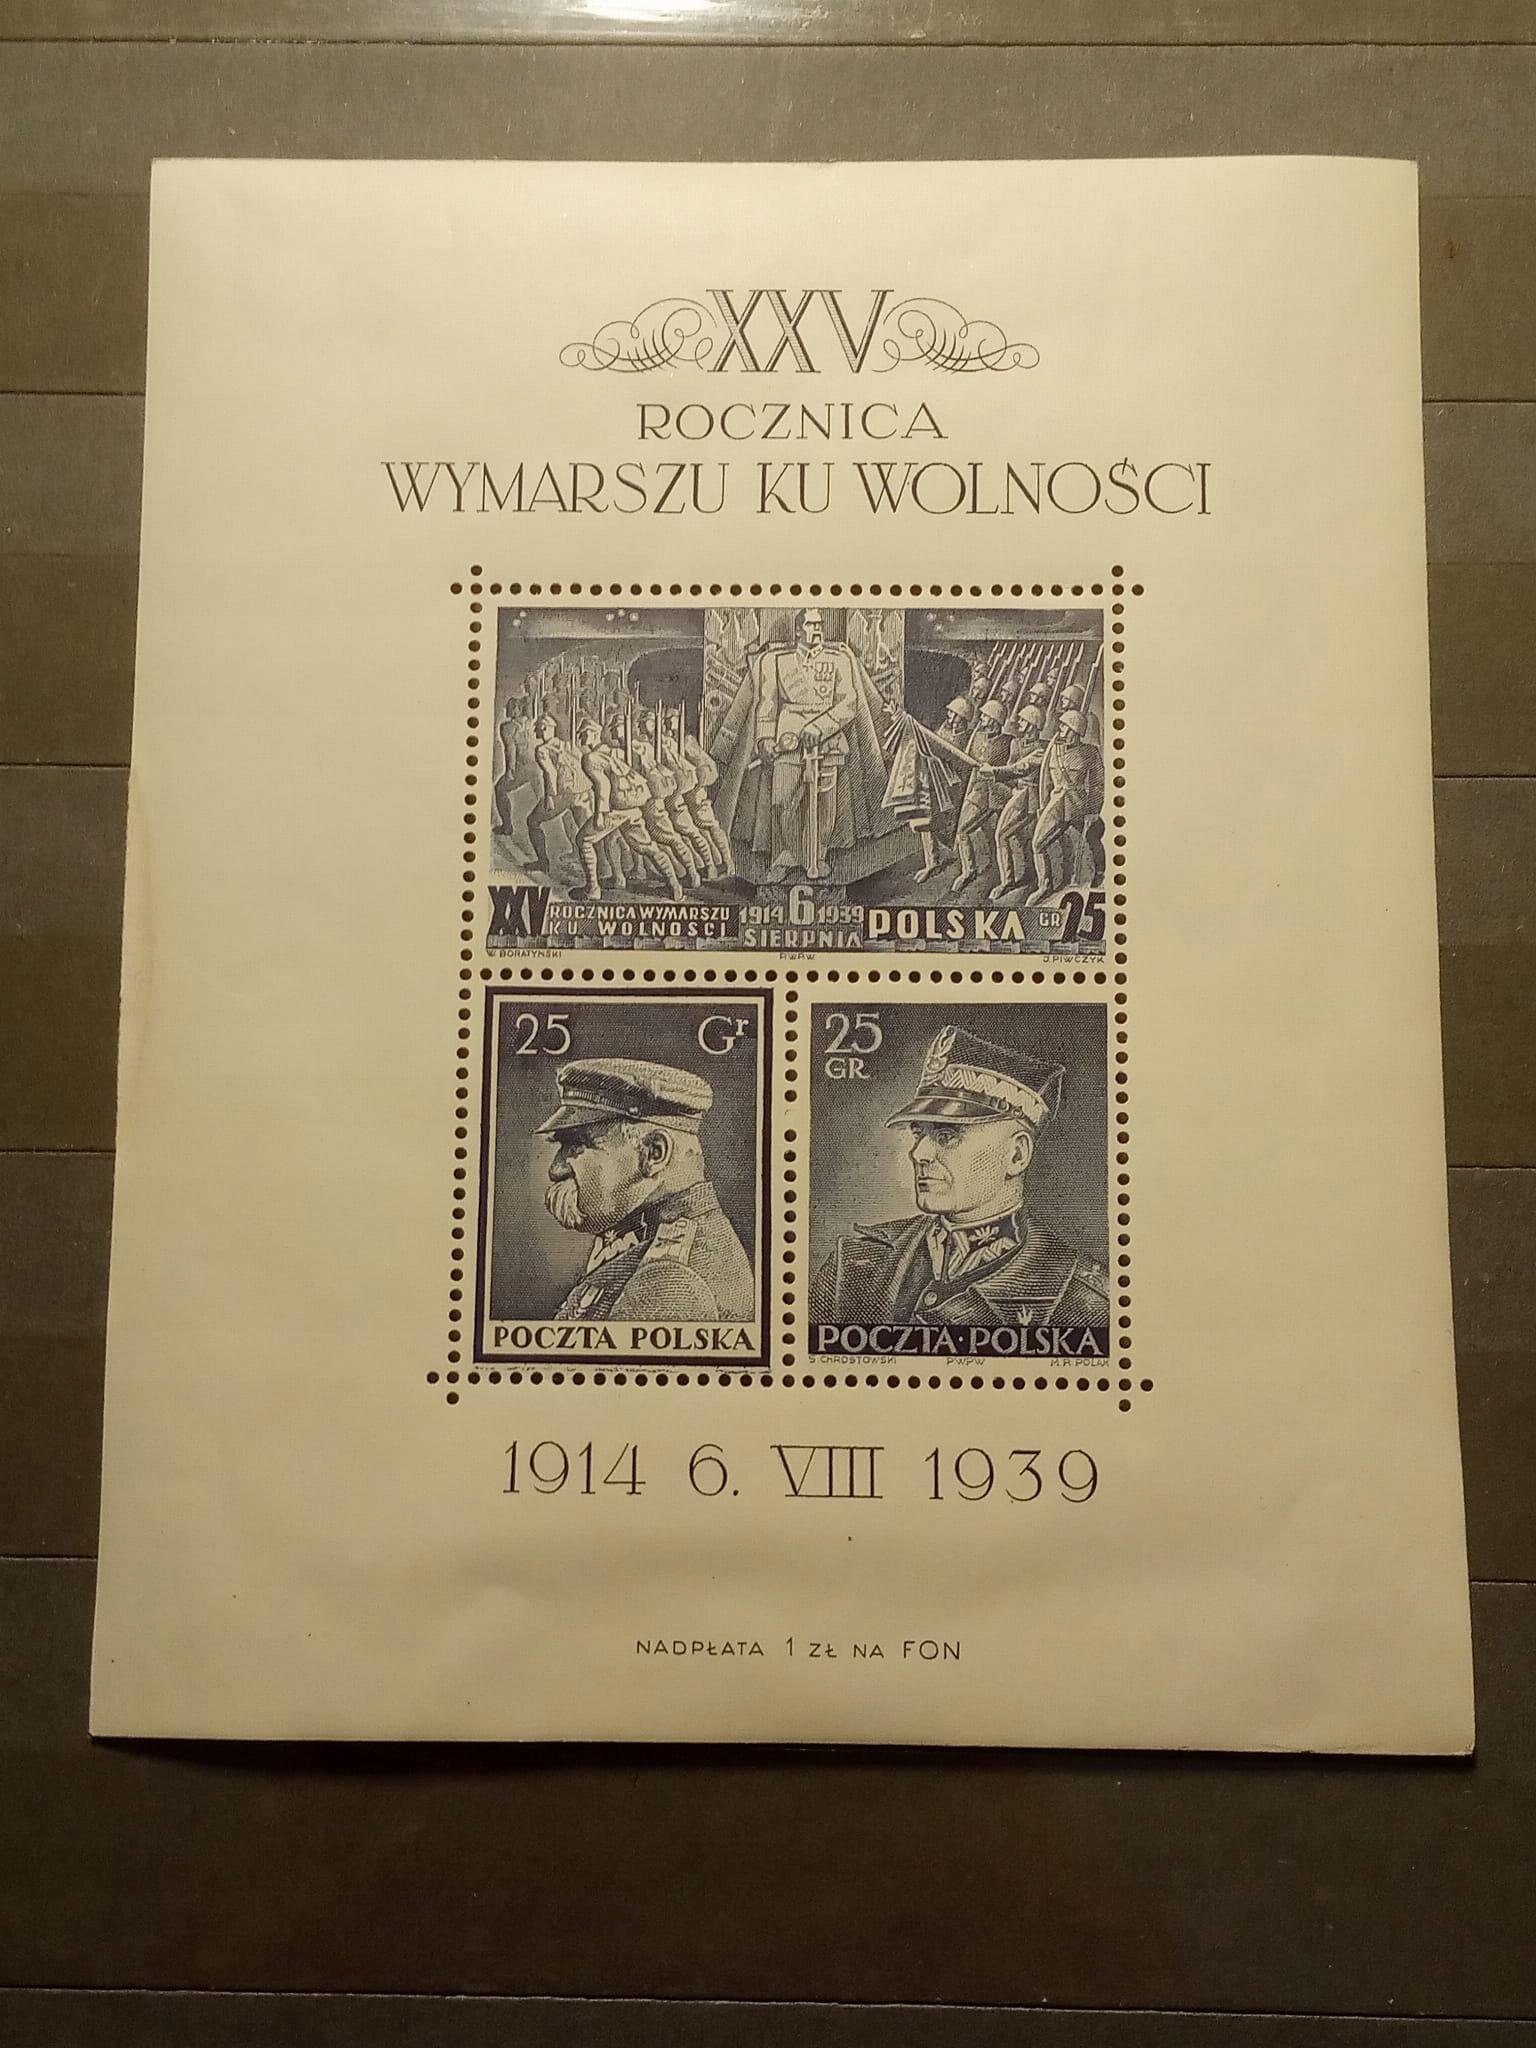 XXV
ROCZNICA
WYMARSZU KU WOLNOŚCI
XXV ROCZNICA WYMARSZU
KU WOLNOŚCI
1914 6 1939
SIERPNIA
POLSKA GR 25
W. BORATYŃSKI PWPW J. PIWCZYK
25 Gr
POCZTA POLSKA
25
GR
POCZTA·POLSKA
S. CHROSTOWSKI PWPW M.R. POLAK
1914 6. VIII 1939
NADPŁATA 1 ZŁ NA FON